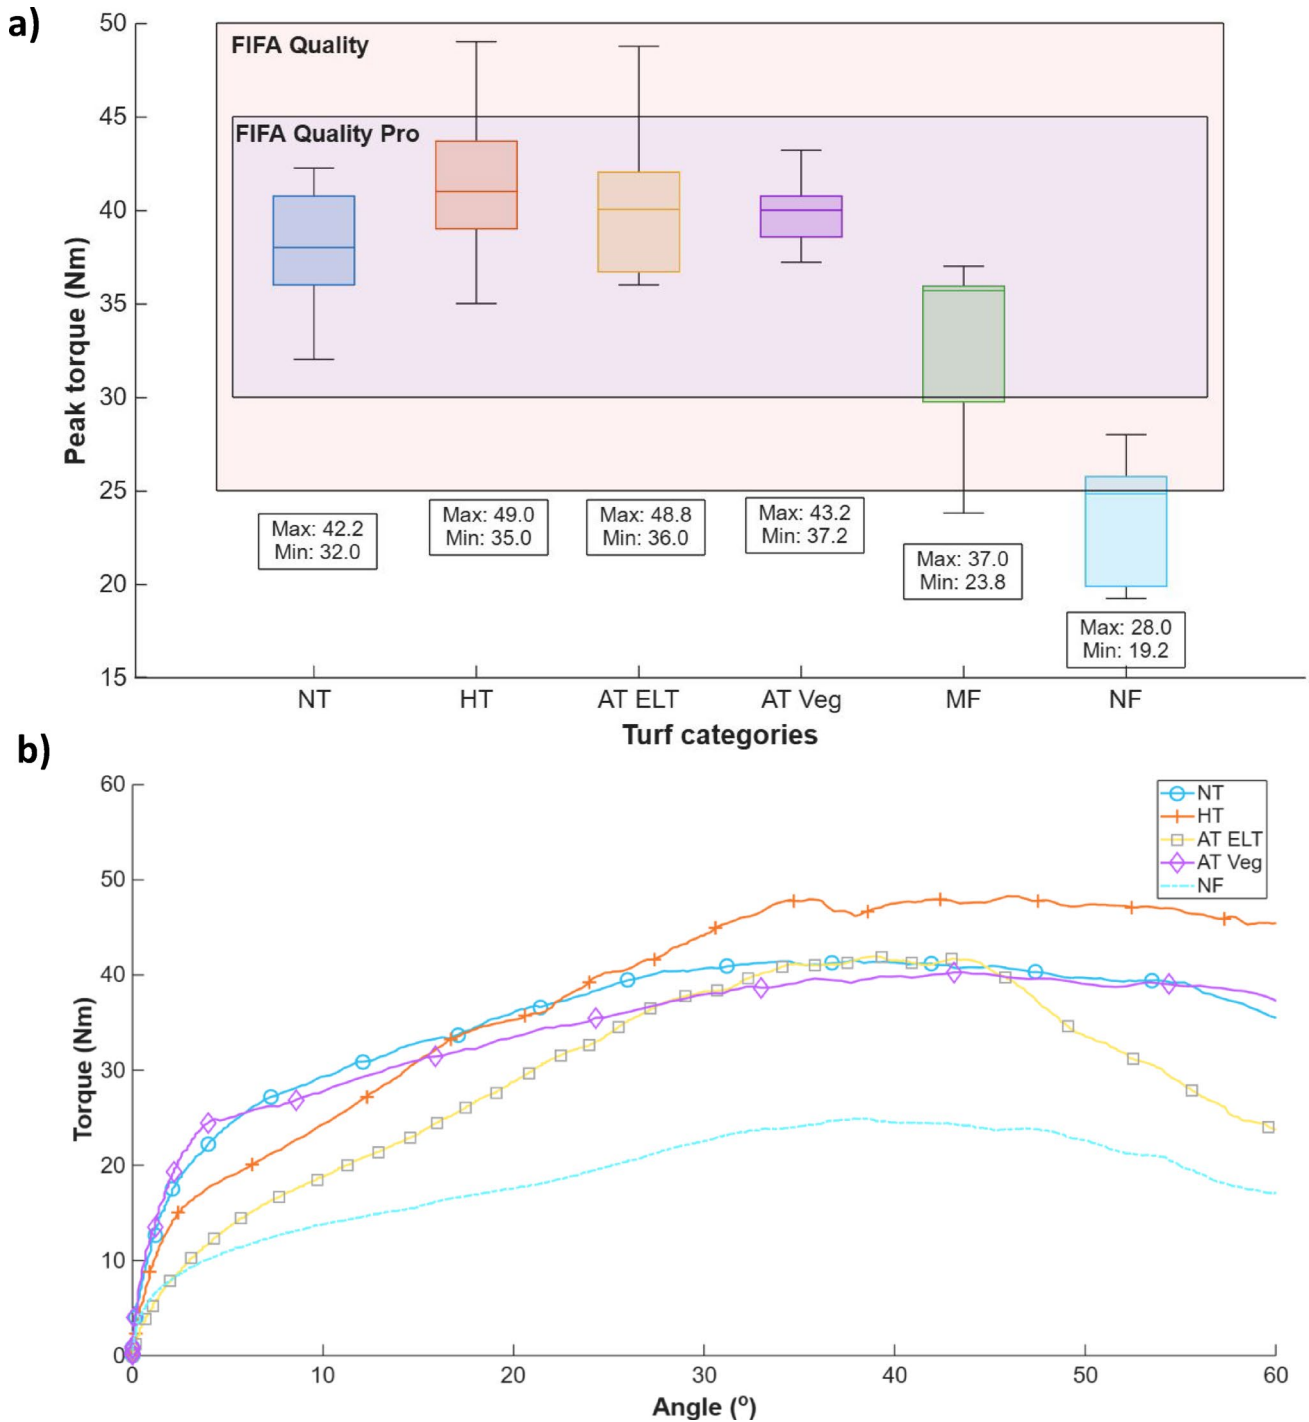 a)
50
45
40
35
30
25
20
15
Peak torque (Nm)
FIFA Quality
FIFA Quality Pro
Max: 42.2
Min: 32.0
Max: 49.0
Min: 35.0
Max: 48.8
Min: 36.0
Max: 43.2
Min: 37.2
Max: 37.0
Min: 23.8
Max: 28.0
Min: 19.2
NT HT AT ELT AT Veg MF NF
Turf categories
b)
60
50
40
30
20
10
0
Torque (Nm)
NT
HT
AT ELT
AT Veg
NF
0 10 20 30 40 50 60
Angle (º)